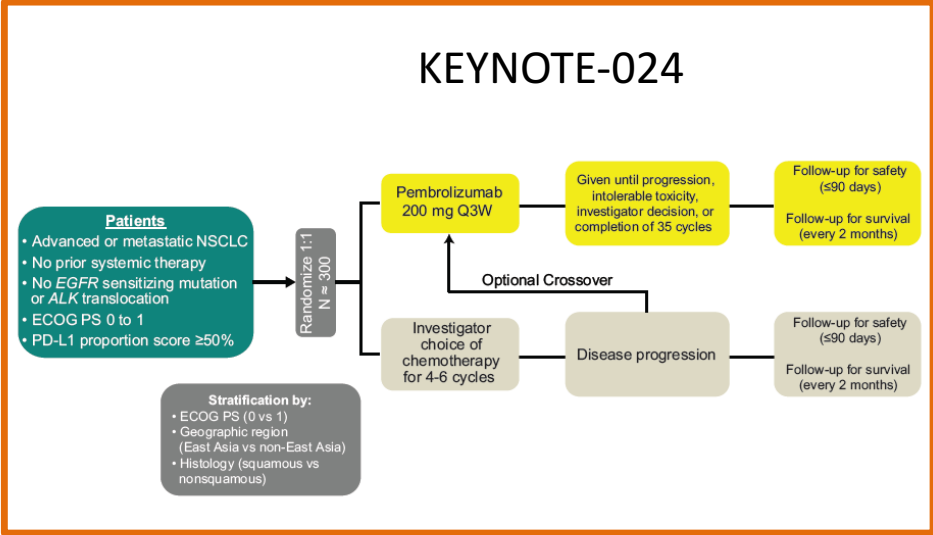 KEYNOTE-024
Patients
• Advanced or metastatic NSCLC
• No prior systemic therapy
• No EGFR sensitizing mutation
or ALK translocation
• ECOG PS 0 to 1
• PD-L1 proportion score ≥50%
Randomize 1:1
N ≈ 300
Pembrolizumab
200 mg Q3W
Given until progression,
intolerable toxicity,
investigator decision, or
completion of 35 cycles
Follow-up for safety
(≤90 days)
Follow-up for survival
(every 2 months)
Optional Crossover
Investigator
choice of
chemotherapy
for 4-6 cycles
Disease progression
Follow-up for safety
(≤90 days)
Follow-up for survival
(every 2 months)
Stratification by:
• ECOG PS (0 vs 1)
• Geographic region
(East Asia vs non-East Asia)
• Histology (squamous vs
nonsquamous)